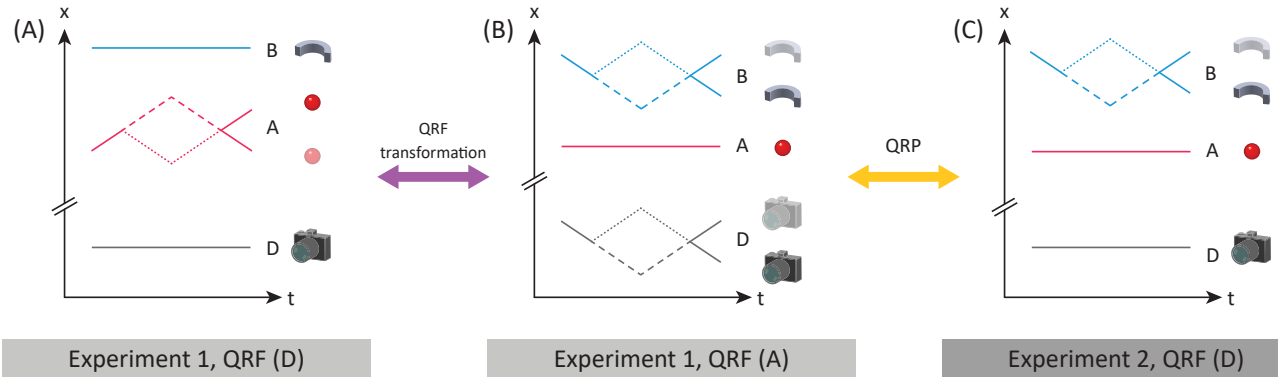 (A)
x
B
A
D
t
Experiment 1, QRF (D)
QRF
transformation
(B)
x
B
A
D
t
Experiment 1, QRF (A)
QRP
(C)
x
B
A
D
t
Experiment 2, QRF (D)